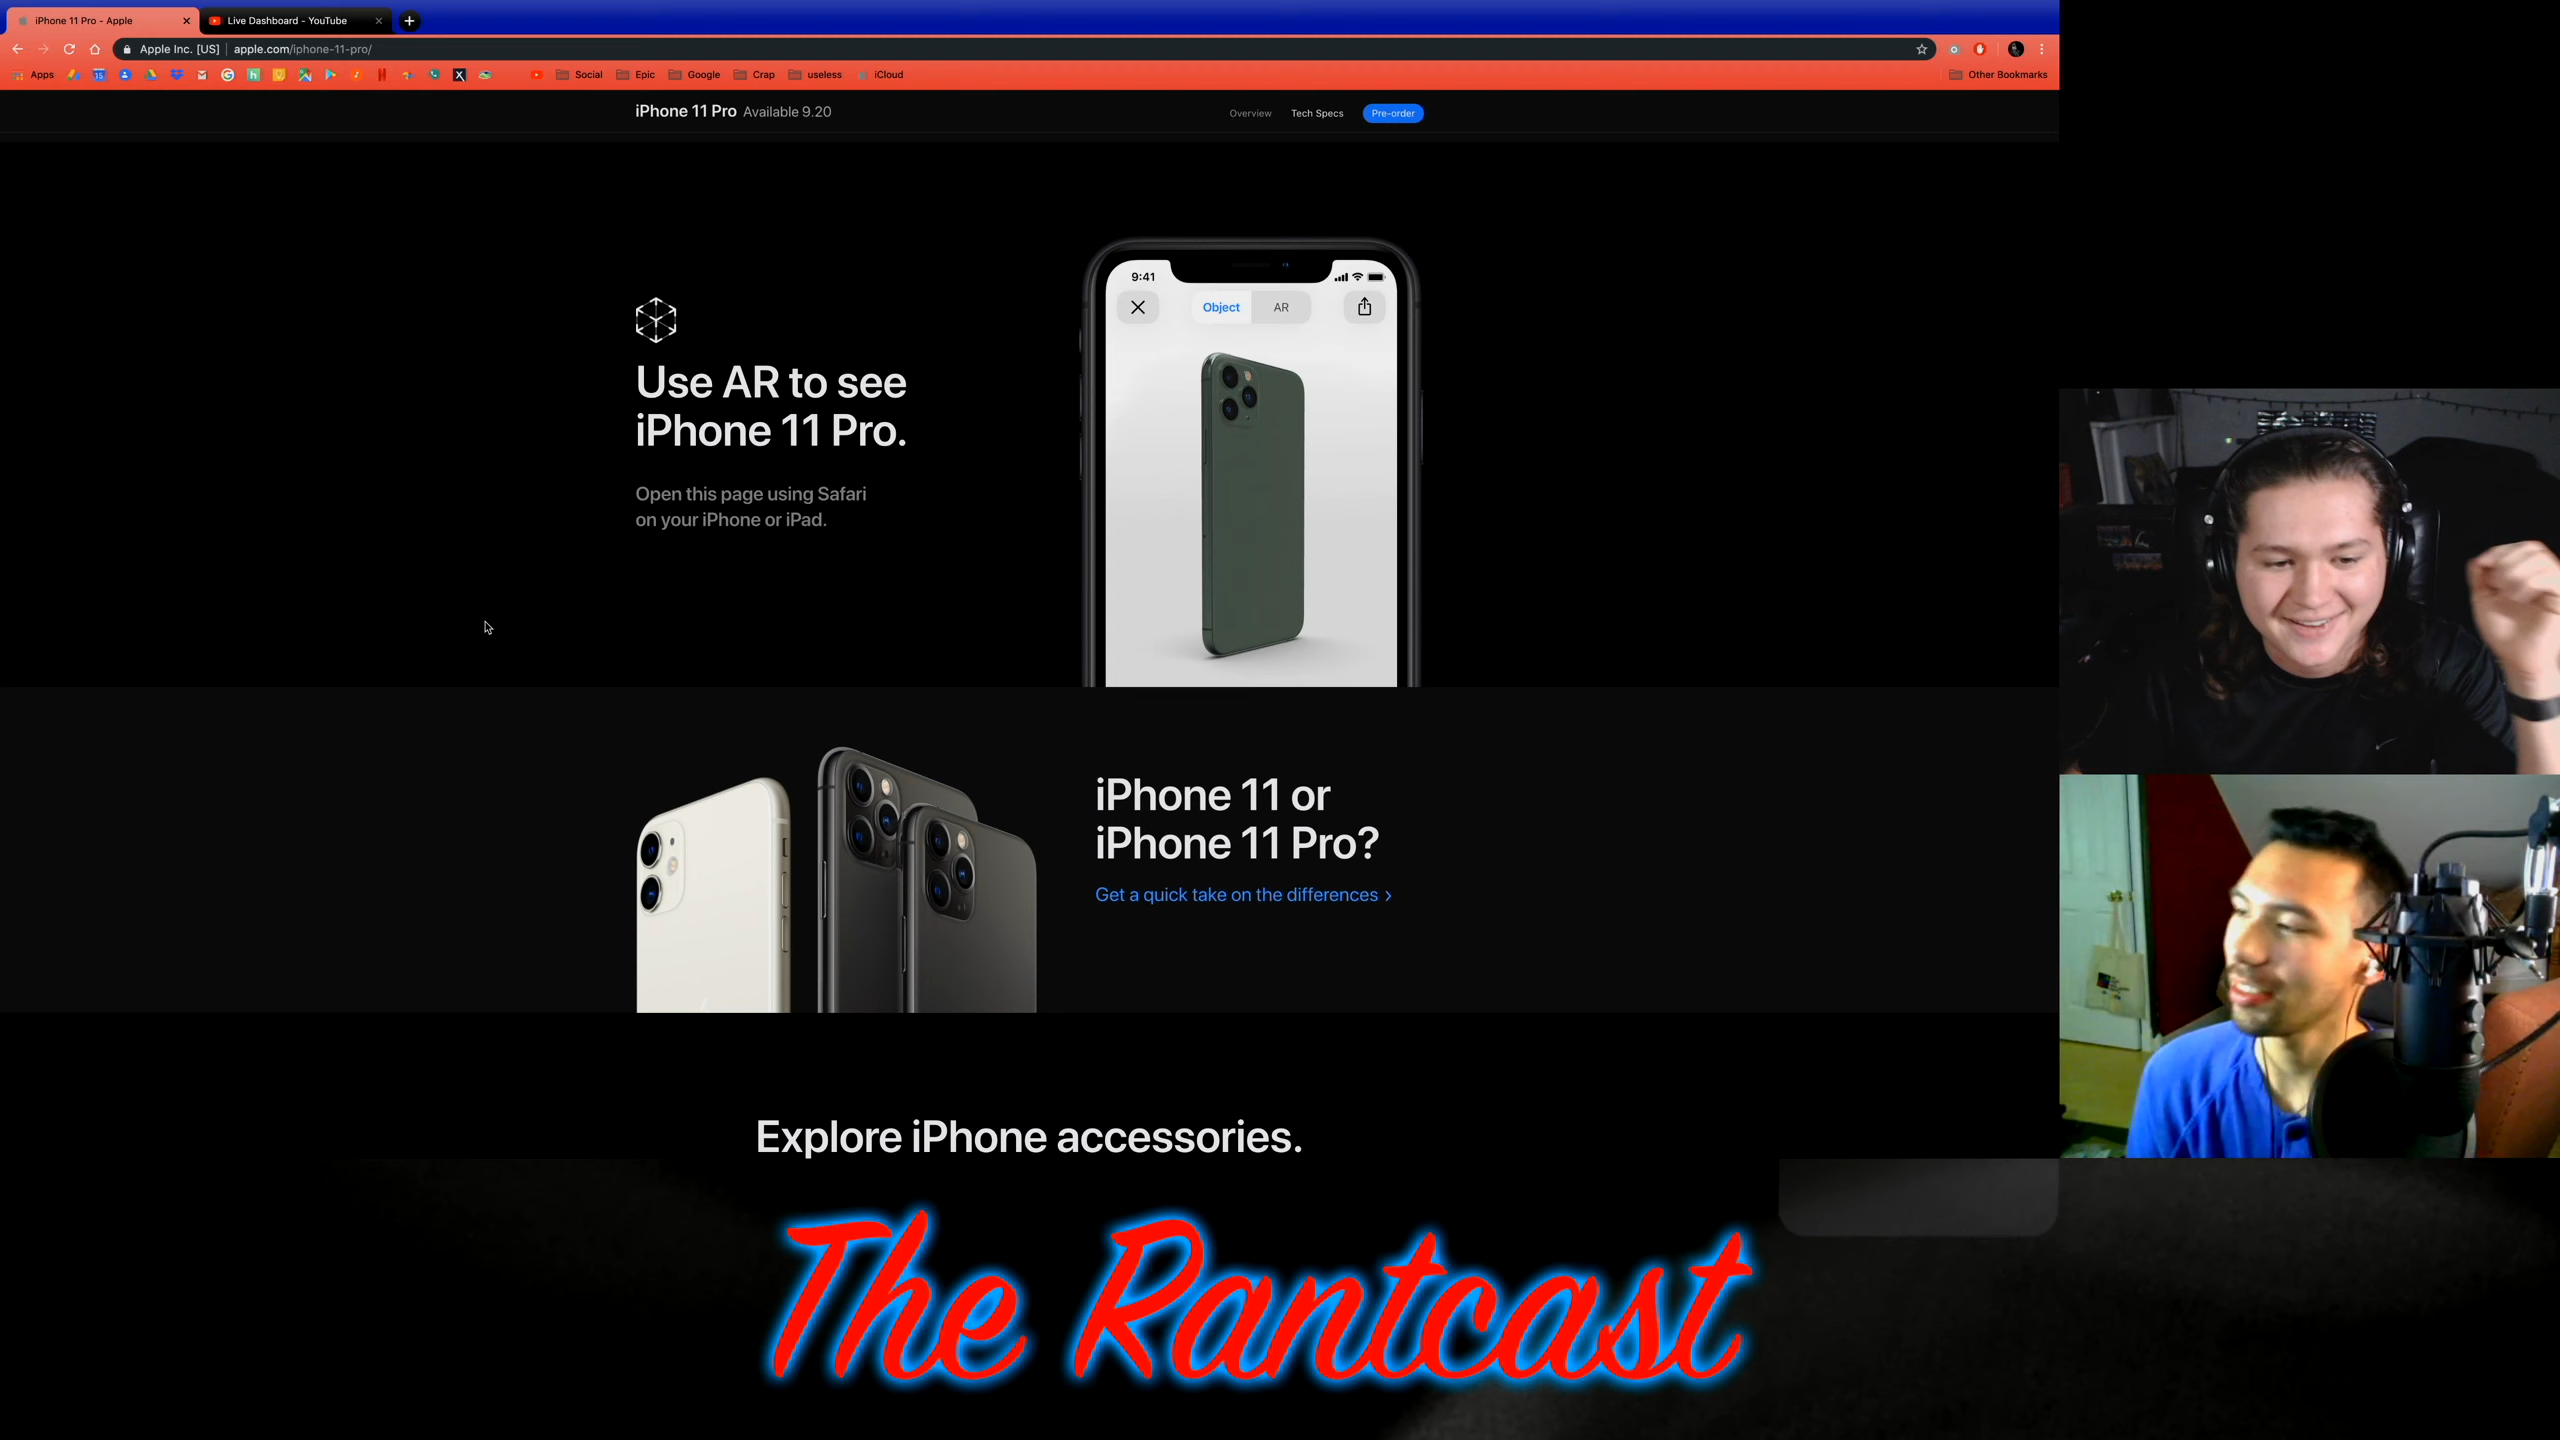 iPhone 11 Pro - Apple
Live Dashboard - YouTube
Apple Inc. [US] | apple.com/iphone-11-pro/
Apps
15
Social
Epic
Google
Crap
useless
iCloud
Other Bookmarks
iPhone 11 Pro Available 9.20
Overview
Tech Specs
Pre-order
9:41
Object
AR
Use AR to see
iPhone 11 Pro.
Open this page using Safari
on your iPhone or iPad.
iPhone 11 or
iPhone 11 Pro?
Get a quick take on the differences >
Explore iPhone accessories.
The Rantcast